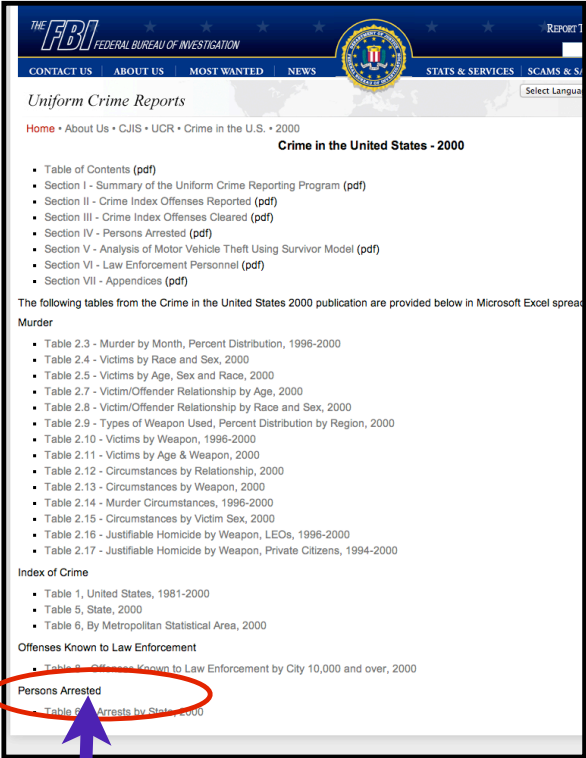 THE FBI FEDERAL BUREAU OF INVESTIGATION
REPORT T
CONTACT US ABOUT US MOST WANTED NEWS STATS & SERVICES SCAMS & SA
Uniform Crime Reports
Select Langua
Home • About Us • CJIS • UCR • Crime in the U.S. • 2000
Crime in the United States - 2000
Table of Contents (pdf)
Section I - Summary of the Uniform Crime Reporting Program (pdf)
Section II - Crime Index Offenses Reported (pdf)
Section III - Crime Index Offenses Cleared (pdf)
Section IV - Persons Arrested (pdf)
Section V - Analysis of Motor Vehicle Theft Using Survivor Model (pdf)
Section VI - Law Enforcement Personnel (pdf)
Section VII - Appendices (pdf)
The following tables from the Crime in the United States 2000 publication are provided below in Microsoft Excel sprea
Murder
Table 2.3 - Murder by Month, Percent Distribution, 1996-2000
Table 2.4 - Victims by Race and Sex, 2000
Table 2.5 - Victims by Age, Sex and Race, 2000
Table 2.7 - Victim/Offender Relationship by Age, 2000
Table 2.8 - Victim/Offender Relationship by Race and Sex, 2000
Table 2.9 - Types of Weapon Used, Percent Distribution by Region, 2000
Table 2.10 - Victims by Weapon, 1996-2000
Table 2.11 - Victims by Age & Weapon, 2000
Table 2.12 - Circumstances by Relationship, 2000
Table 2.13 - Circumstances by Weapon, 2000
Table 2.14 - Murder Circumstances, 1996-2000
Table 2.15 - Circumstances by Victim Sex, 2000
Table 2.16 - Justifiable Homicide by Weapon, LEOs, 1996-2000
Table 2.17 - Justifiable Homicide by Weapon, Private Citizens, 1994-2000
Index of Crime
Table 1, United States, 1981-2000
Table 5, State, 2000
Table 6, By Metropolitan Statistical Area, 2000
Offenses Known to Law Enforcement
Table 8 - Offenses Known to Law Enforcement by City 10,000 and over, 2000
Persons Arrested
Table Arrests by State, 2000